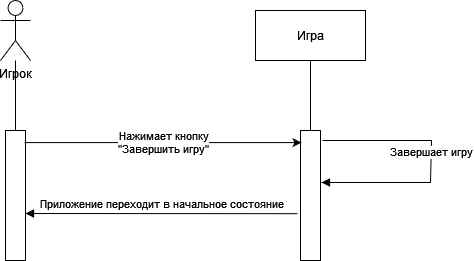 Игрок
Игра
Нажимает кнопку
"Завершить игру"
Завершает игру
Приложение переходит в начальное состояние